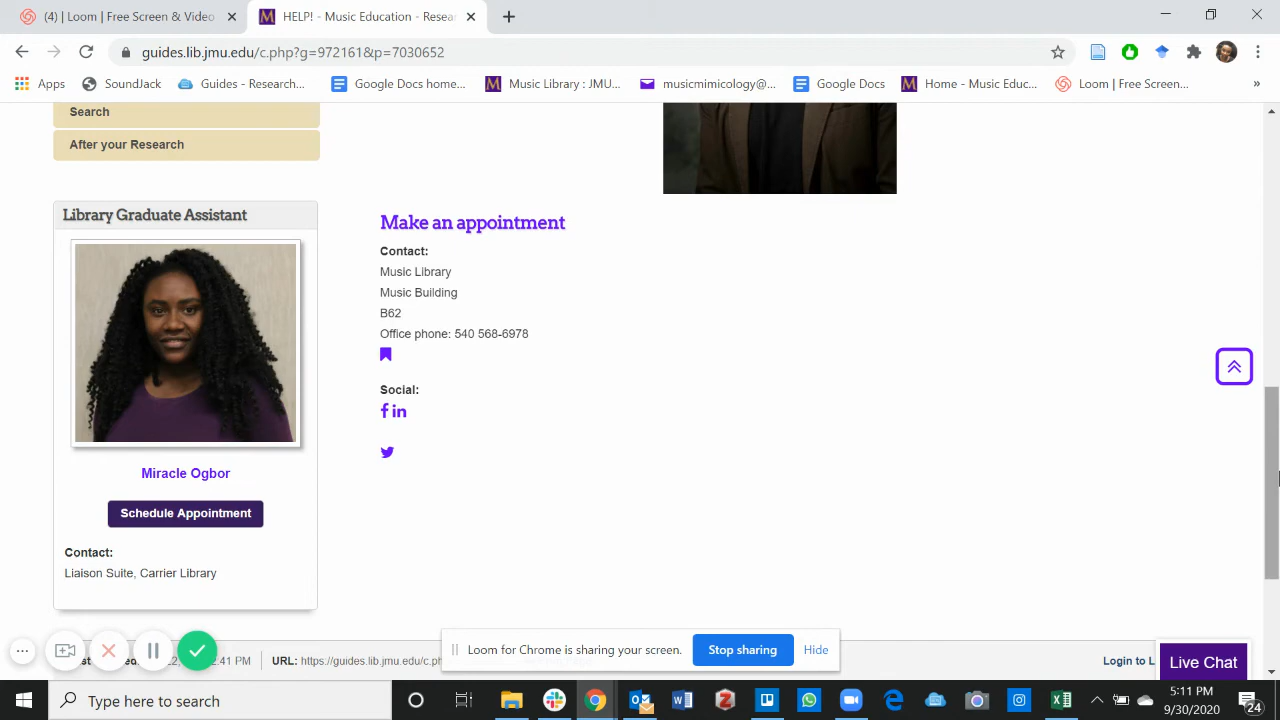 (4) Loom | Free Screen & Video
HELP! - Music Education - Resea
guides.lib.jmu.edu/c.php?g=972161&p=7030652
Apps
SoundJack
Guides - Research...
Google Docs home...
Music Library : JMU...
musicmimicology@...
Google Docs
Home - Music Educ...
Loom | Free Screen...
»
Search
After your Research
Library Graduate Assistant
Miracle Ogbor
Schedule Appointment
Contact:
Liaison Suite, Carrier Library
Make an appointment
Contact:
Music Library
Music Building
B62
Office phone: 540 568-6978
Social:
Loom for Chrome is sharing your screen.
Stop sharing
Hide
41 PM
URL: https://guides.lib.jmu.edu/c.ph
Login to L
Live Chat
Type here to search
5:11 PM
9/30/2020
24